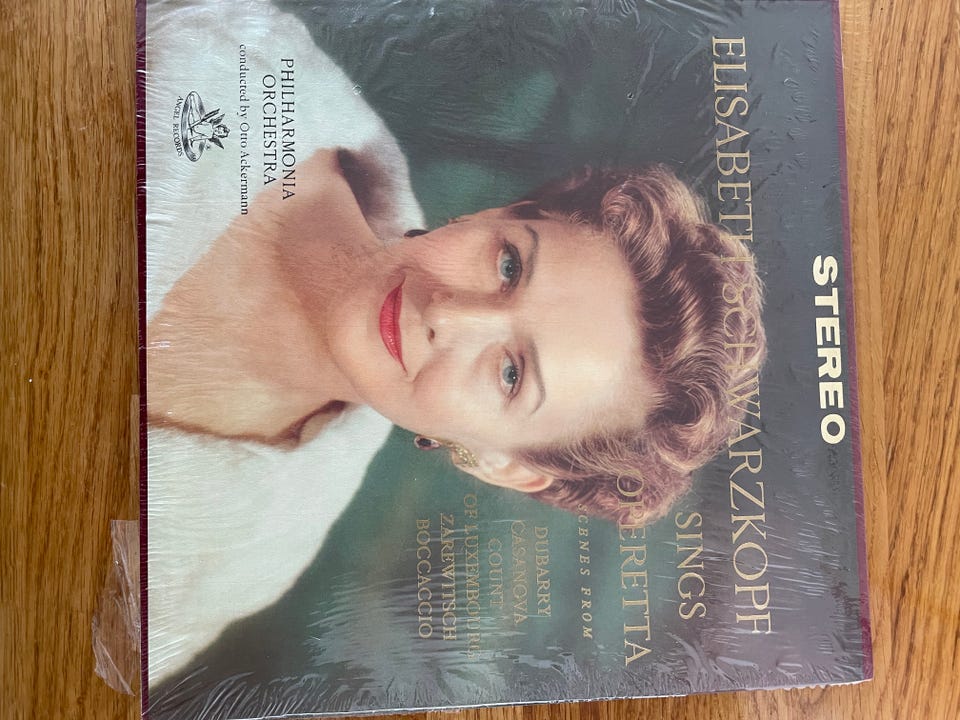 STEREO
ELISABETH SCHWARZKOPF
SINGS
OPERETTA
SCENES FROM
DUBARRY
CASANOVA
COUNT
OF LUXEMBOURG
ZAREWITSCH
BOCCACCIO
PHILHARMONIA
ORCHESTRA
conducted by Otto Ackermann
ANGEL RECORDS